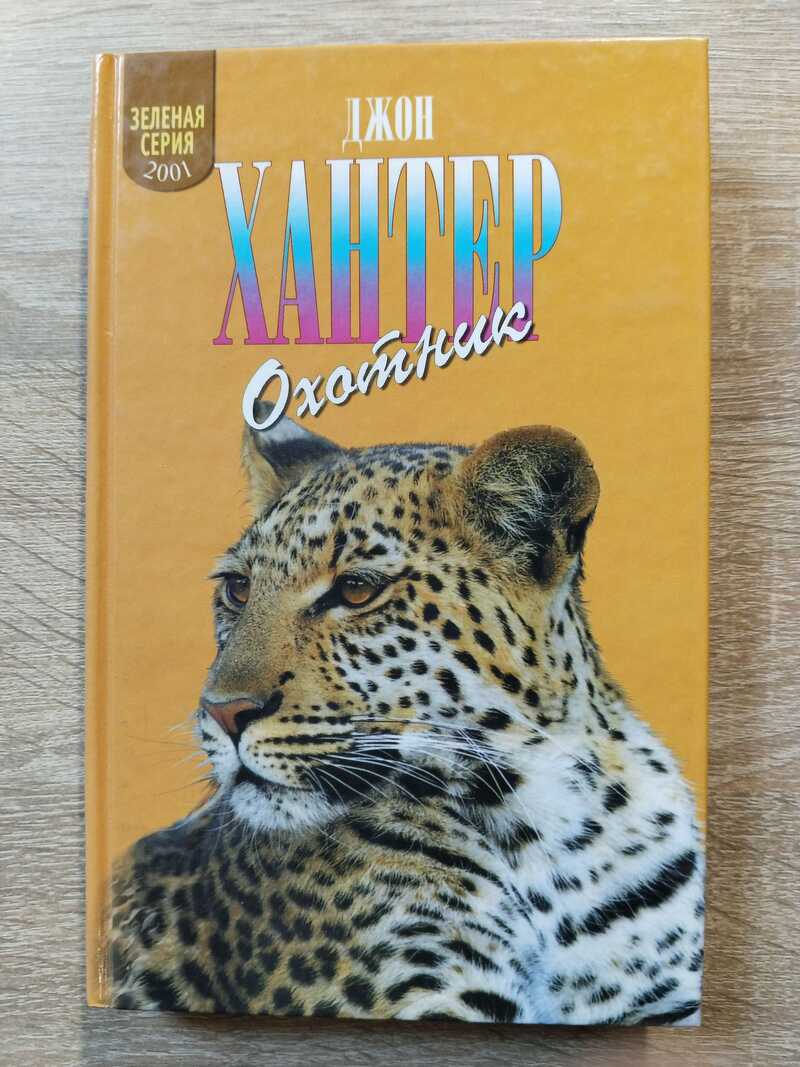 ЗЕЛЕНАЯ
СЕРИЯ
2001
ДЖОН
ХАНТЕР
Охотник